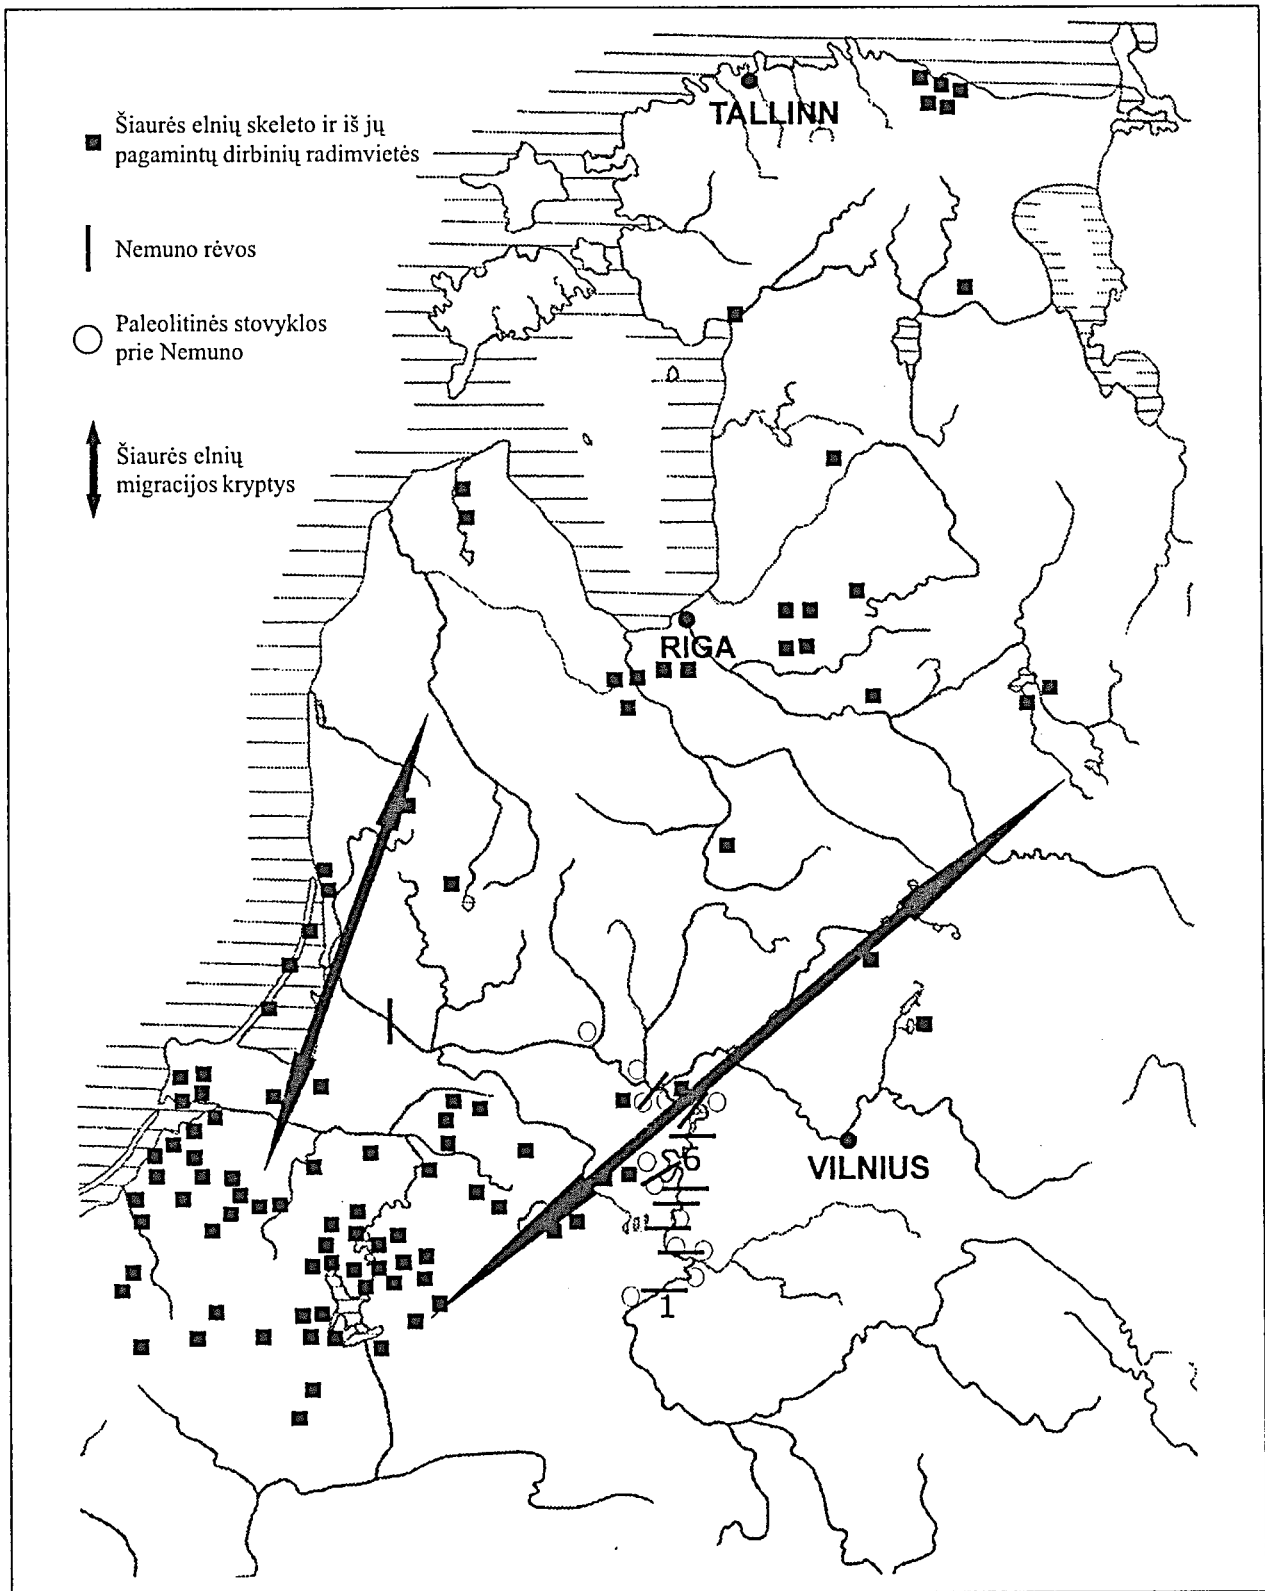 TALLINN
Šiaurės elnių skeleto ir iš jų
pagamintų dirbinių radimvietės
Nemuno rėvos
Paleolitinės stovyklos
prie Nemuno
Šiaurės elnių
migracijos kryptys
RIGA
VILNIUS
6
1